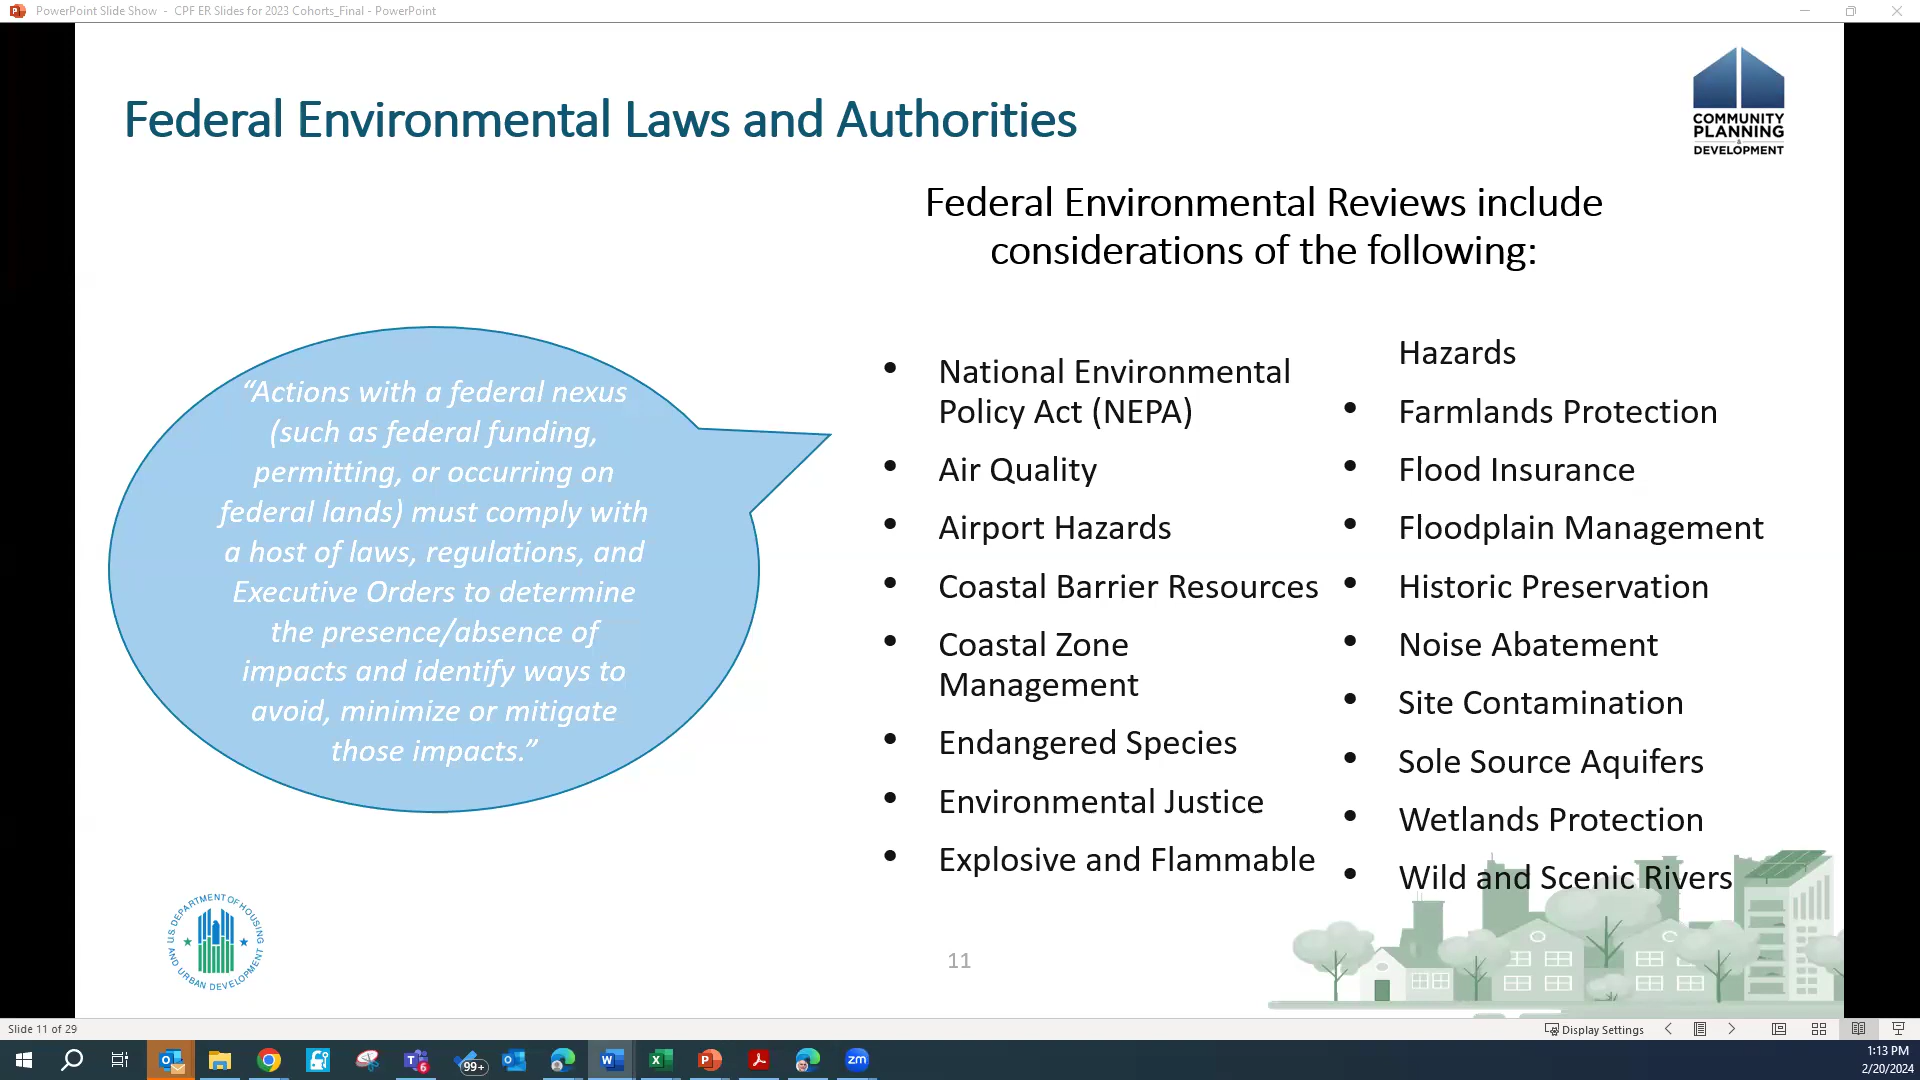 PowerPoint Slide Show - CPF ER Slides for 2023 Cohorts_Final - PowerPoint
Federal Environmental Laws and Authorities
COMMUNITY
PLANNING
&
DEVELOPMENT
Federal Environmental Reviews include
considerations of the following:
“Actions with a federal nexus
(such as federal funding,
permitting, or occurring on
federal lands) must comply with
a host of laws, regulations, and
Executive Orders to determine
the presence/absence of
impacts and identify ways to
avoid, minimize or mitigate
those impacts.”
• National Environmental
Policy Act (NEPA)
• Air Quality
• Airport Hazards
• Coastal Barrier Resources
• Coastal Zone
Management
• Endangered Species
• Environmental Justice
• Explosive and Flammable
Hazards
• Farmlands Protection
• Flood Insurance
• Floodplain Management
• Historic Preservation
• Noise Abatement
• Site Contamination
• Sole Source Aquifers
• Wetlands Protection
• Wild and Scenic Rivers
U.S. DEPARTMENT OF HOUSING
AND URBAN DEVELOPMENT
11
Slide 11 of 29
Display Settings
99+
6
zm
1:13 PM
2/20/2024